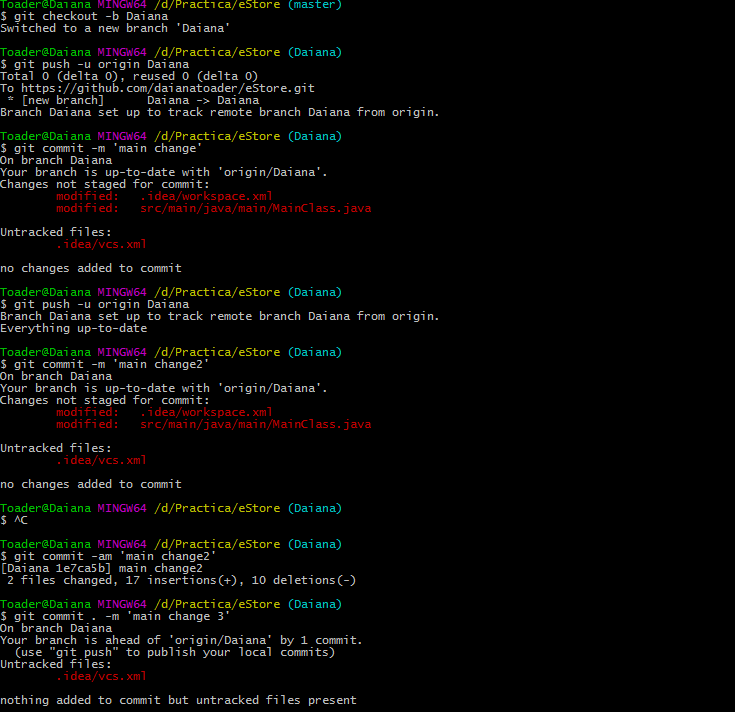 Toader@Daiana MINGW64 /d/Practica/eStore (master)
$ git checkout -b Daiana
Switched to a new branch 'Daiana'
Toader@Daiana MINGW64 /d/Practica/eStore (Daiana)
$ git push -u origin Daiana
Total 0 (delta 0), reused 0 (delta 0)
To https://github.com/daianatoader/eStore.git
 * [new branch]      Daiana -> Daiana
Branch Daiana set up to track remote branch Daiana from origin.
Toader@Daiana MINGW64 /d/Practica/eStore (Daiana)
$ git commit -m 'main change'
On branch Daiana
Your branch is up-to-date with 'origin/Daiana'.
Changes not staged for commit:
        modified:   .idea/workspace.xml
        modified:   src/main/java/main/MainClass.java
Untracked files:
        .idea/vcs.xml
no changes added to commit
Toader@Daiana MINGW64 /d/Practica/eStore (Daiana)
$ git push -u origin Daiana
Branch Daiana set up to track remote branch Daiana from origin.
Everything up-to-date
Toader@Daiana MINGW64 /d/Practica/eStore (Daiana)
$ git commit -m 'main change2'
On branch Daiana
Your branch is up-to-date with 'origin/Daiana'.
Changes not staged for commit:
        modified:   .idea/workspace.xml
        modified:   src/main/java/main/MainClass.java
Untracked files:
        .idea/vcs.xml
no changes added to commit
Toader@Daiana MINGW64 /d/Practica/eStore (Daiana)
$ ^C
Toader@Daiana MINGW64 /d/Practica/eStore (Daiana)
$ git commit -am 'main change2'
[Daiana 1e7ca5b] main change2
 2 files changed, 17 insertions(+), 10 deletions(-)
Toader@Daiana MINGW64 /d/Practica/eStore (Daiana)
$ git commit . -m 'main change 3'
On branch Daiana
Your branch is ahead of 'origin/Daiana' by 1 commit.
  (use "git push" to publish your local commits)
Untracked files:
        .idea/vcs.xml
nothing added to commit but untracked files present